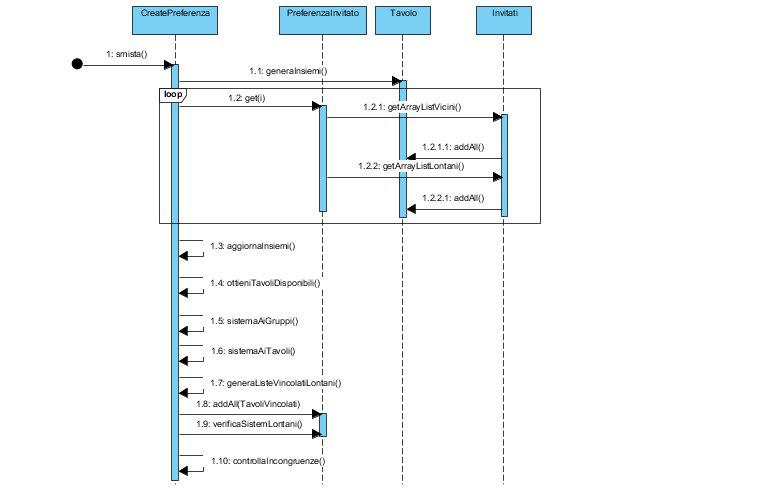 CreatePreferenza
PreferenzaInvitato
Tavolo
Invitati
1: smista()
1.1: generaInsiemi()
loop
1.2: get(i)
1.2.1: getArrayListVicini()
1.2.1.1: addAll()
1.2.2: getArrayListLontani()
1.2.2.1: addAll()
1.3: aggiornaInsiemi()
1.4: ottieniTavoliDisponibili()
1.5: sistemaAiGruppi()
1.6: sistemaAiTavoli()
1.7: generaListeVincolatiLontani()
1.8: addAll(TavoliVincolati)
1.9: verificaSistemLontani()
1.10: controllaIncongruenze()